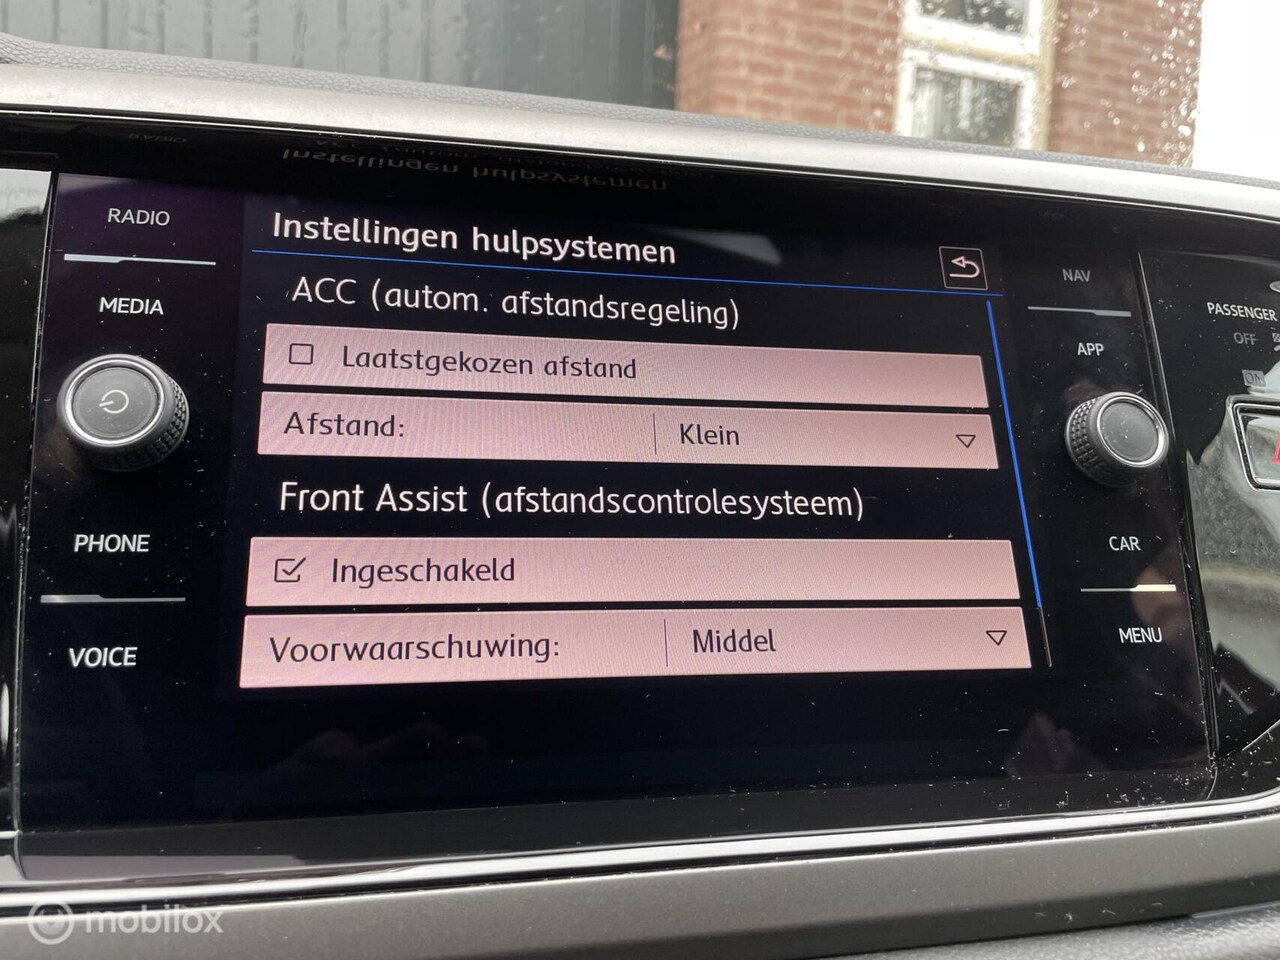 RADIO
MEDIA
PHONE
VOICE
Instellingen hulpsystemen
ACC (autom. afstandsregeling)
Laatstgekozen afstand
Afstand: Klein
Front Assist (afstandscontrolesysteem)
Ingeschakeld
Voorwaarschuwing: Middel
NAV
APP
CAR
MENU
PASSENGER
OFF
ON
mobilox